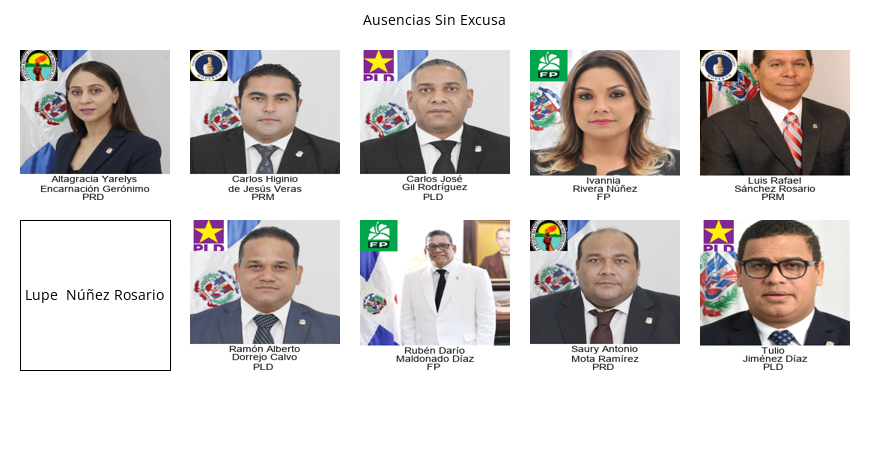 Ausencias Sin Excusa
PLD
FP
Altagracia Yarelys
Encarnación Gerónimo
PRD
Carlos Higinio
de Jesús Veras
PRM
Carlos José
Gil Rodríguez
PLD
Ivannia
Rivera Núñez
FP
Luis Rafael
Sánchez Rosario
PRM
Lupe  Núñez Rosario
PLD
FP
PLD
Ramón Alberto
Dorrejo Calvo
PLD
Rubén Darío
Maldonado Díaz
FP
Saury Antonio
Mota Ramírez
PRD
Tulio
Jiménez Díaz
PLD